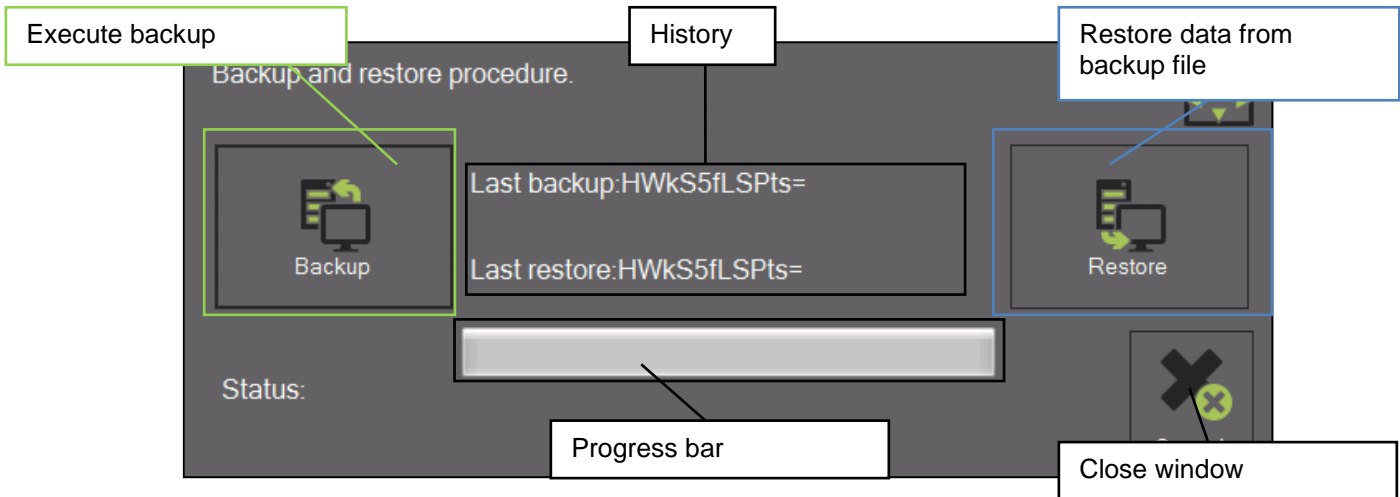 Execute backup
History
Restore data from
backup file
Backup and restore procedure.
Last backup:HWkS5fLSPts=
Backup
Last restore:HWkS5fLSPts=
Restore
Status:
Progress bar
Close window